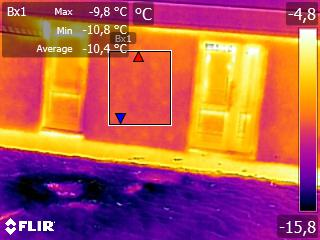 Bx1 Max -9,8 °C °C
Min -10,8 °C
Average -10,4 °C
-4,8
Bx1
-15,8
FLIR